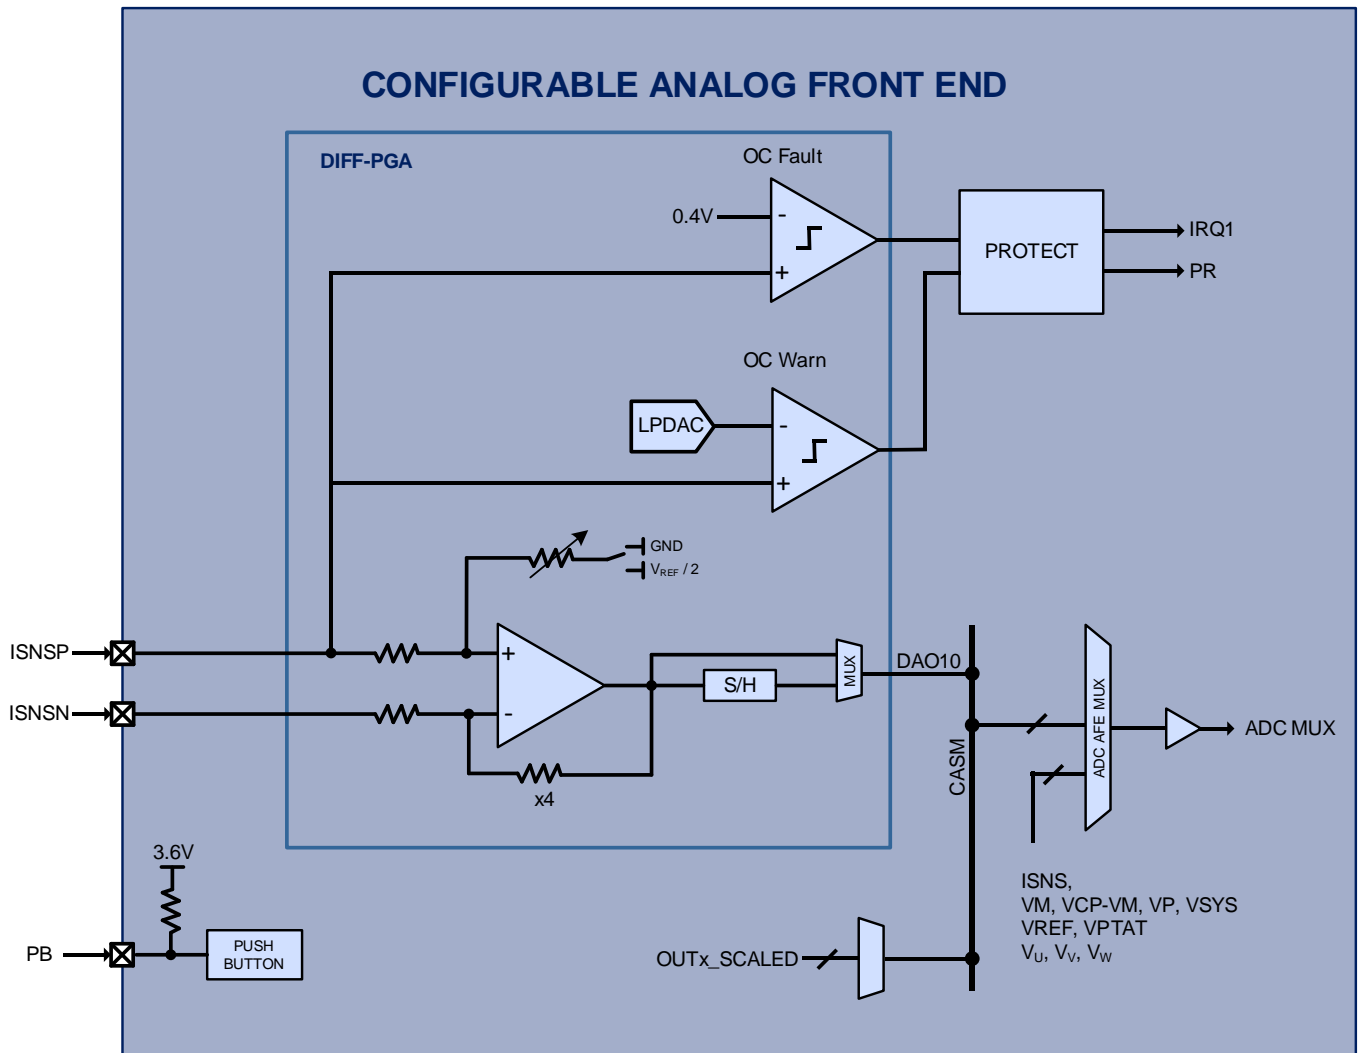 CONFIGURABLE ANALOG FRONT END
DIFF-PGA
OC Fault
0.4V
-
+
PROTECT
IRQ1
PR
OC Warn
LPDAC
-
+
GND
VREF / 2
ISNSP
+
MUX
DAO10
S/H
ISNSN
-
x4
CASM
ADC AFE MUX
ADC MUX
3.6V
ISNS,
VM, VCP-VM, VP, VSYS
VREF, VPTAT
VU, VV, VW
PB
PUSH
BUTTON
OUTx_SCALED